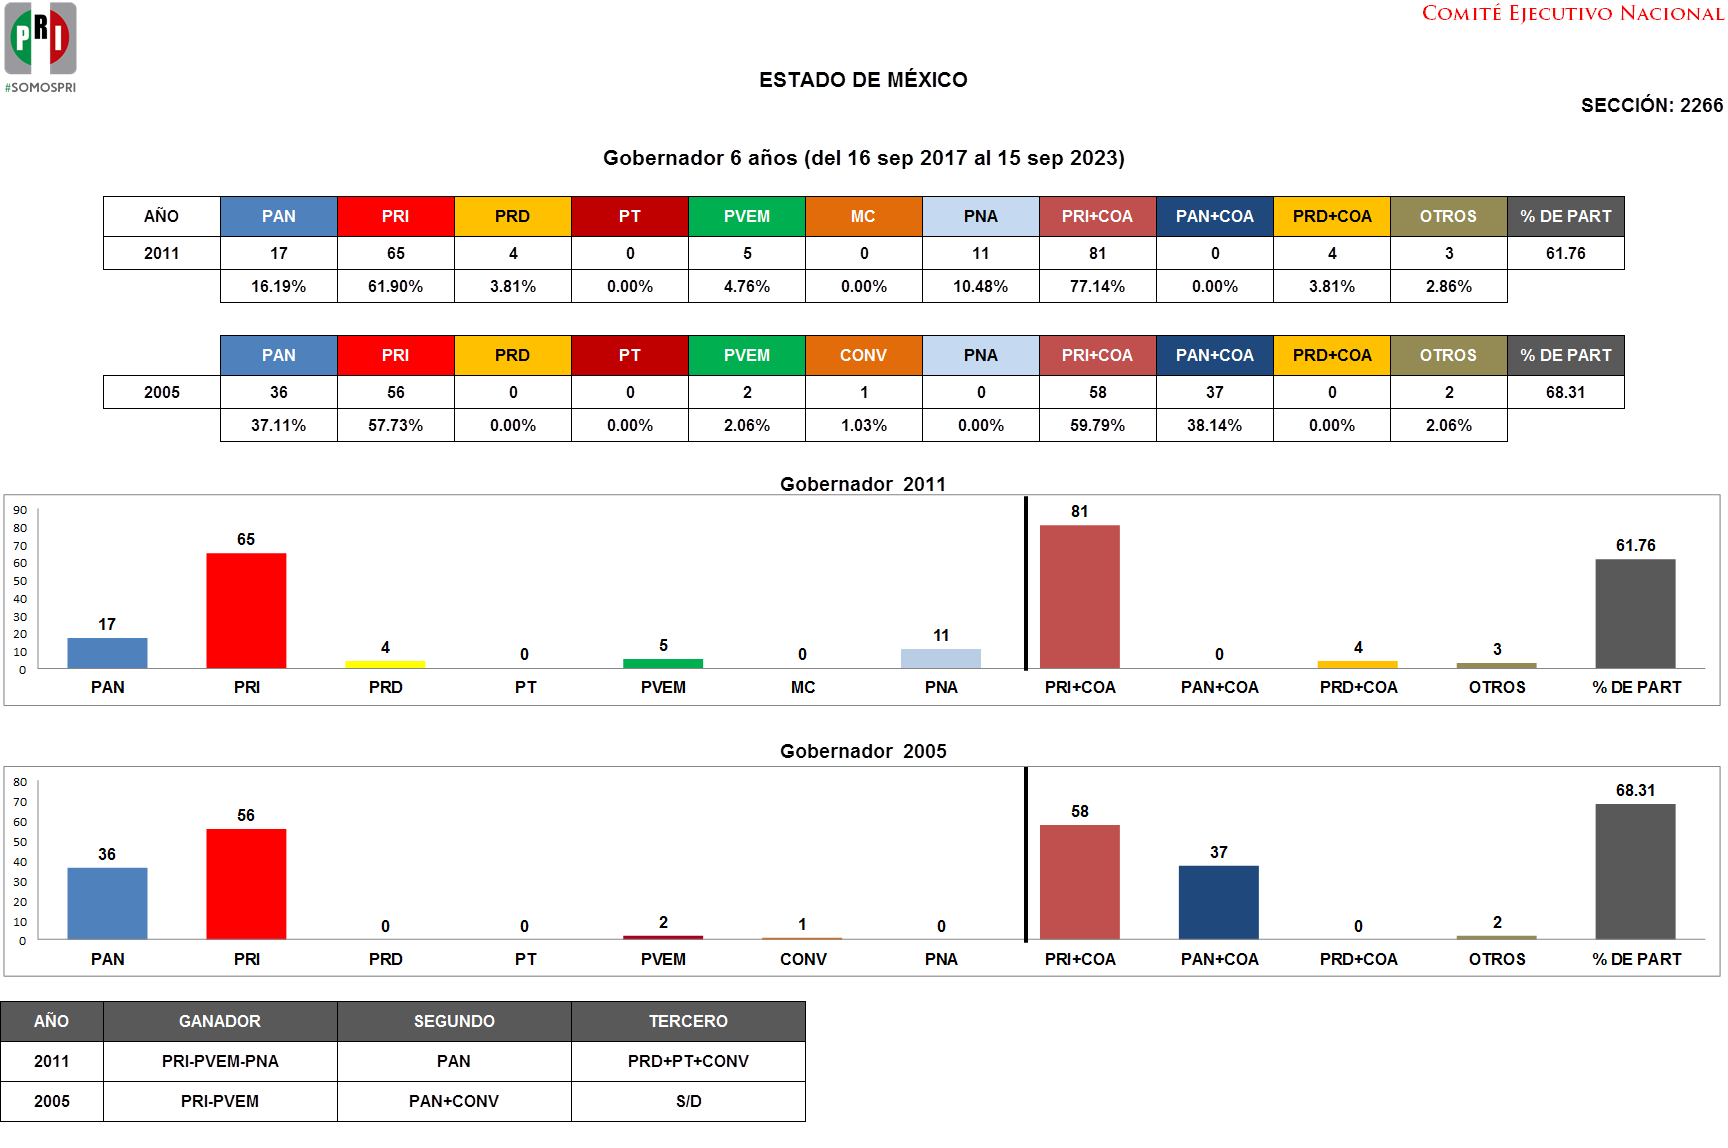 PRI
#SOMOSPRI
COMITÉ EJECUTIVO NACIONAL
ESTADO DE MÉXICO
SECCIÓN: 2266
Gobernador 6 años (del 16 sep 2017 al 15 sep 2023)
AÑO PAN PRI PRD PT PVEM MC PNA PRI+COA PAN+COA PRD+COA OTROS % DE PART
2011 17 65 4 0 5 0 11 81 0 4 3 61.76
16.19% 61.90% 3.81% 0.00% 4.76% 0.00% 10.48% 77.14% 0.00% 3.81% 2.86%
PAN PRI PRD PT PVEM CONV PNA PRI+COA PAN+COA PRD+COA OTROS % DE PART
2005 36 56 0 0 2 1 0 58 37 0 2 68.31
37.11% 57.73% 0.00% 0.00% 2.06% 1.03% 0.00% 59.79% 38.14% 0.00% 2.06%
Gobernador 2011
90
80
70
60
50
40
30
20
10
0
17 65 4 0 5 0 11 81 0 4 3 61.76
PAN PRI PRD PT PVEM MC PNA PRI+COA PAN+COA PRD+COA OTROS % DE PART
Gobernador 2005
80
70
60
50
40
30
20
10
0
36 56 0 0 2 1 0 58 37 0 2 68.31
PAN PRI PRD PT PVEM CONV PNA PRI+COA PAN+COA PRD+COA OTROS % DE PART
AÑO GANADOR SEGUNDO TERCERO
2011 PRI-PVEM-PNA PAN PRD+PT+CONV
2005 PRI-PVEM PAN+CONV S/D